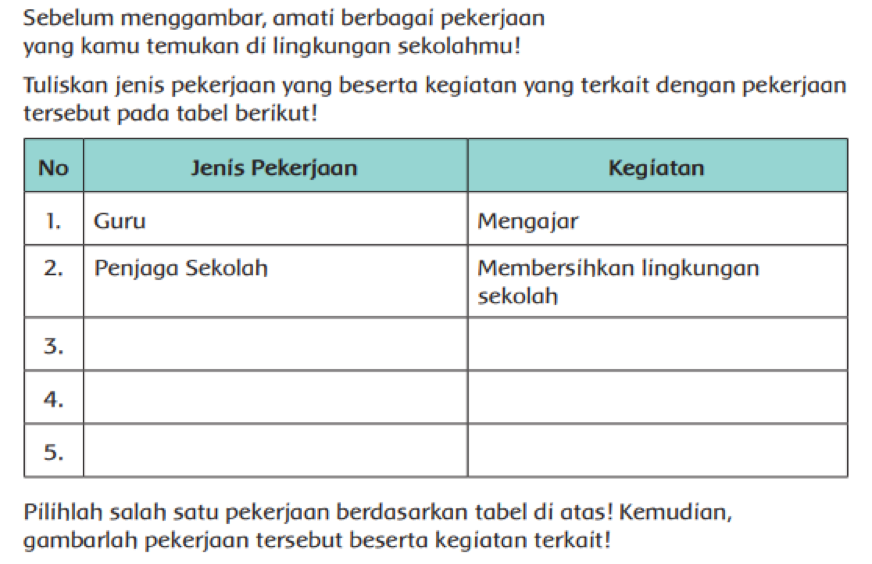 Sebelum menggambar, amati berbagai pekerjaan
yang kamu temukan di lingkungan sekolahmu!
Tuliskan jenis pekerjaan yang beserta kegiatan yang terkait dengan pekerjaan
tersebut pada tabel berikut!
No Jenis Pekerjaan Kegiatan
1. Guru Mengajar
2. Penjaga Sekolah Membersihkan lingkungan
sekolah
3.
4.
5.
Pilihlah salah satu pekerjaan berdasarkan tabel di atas! Kemudian,
gambarlah pekerjaan tersebut beserta kegiatan terkait!